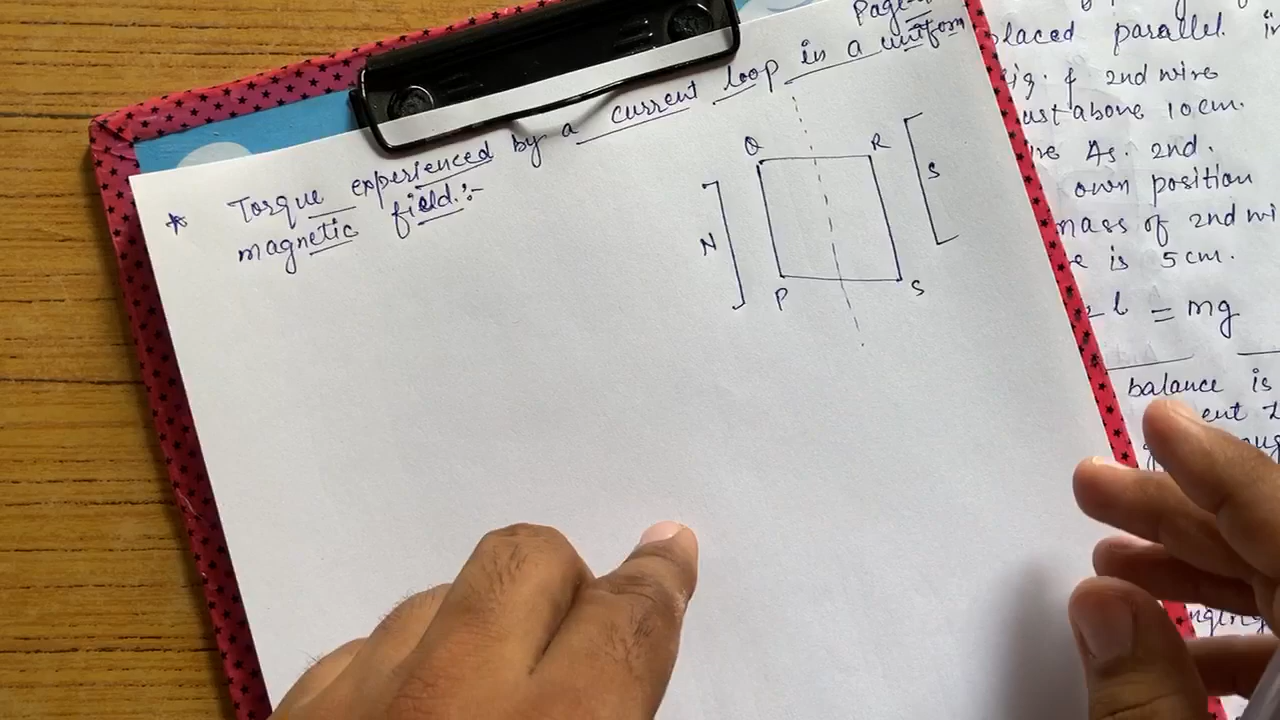 Page
* Torque experienced by a current loop in a uniform
magnetic field :-
Q R
N S
P S
placed parallel
2nd wire
just above 10cm.
As. 2nd.
own position
mass of 2nd
is 5cm.
l = mg
balance is